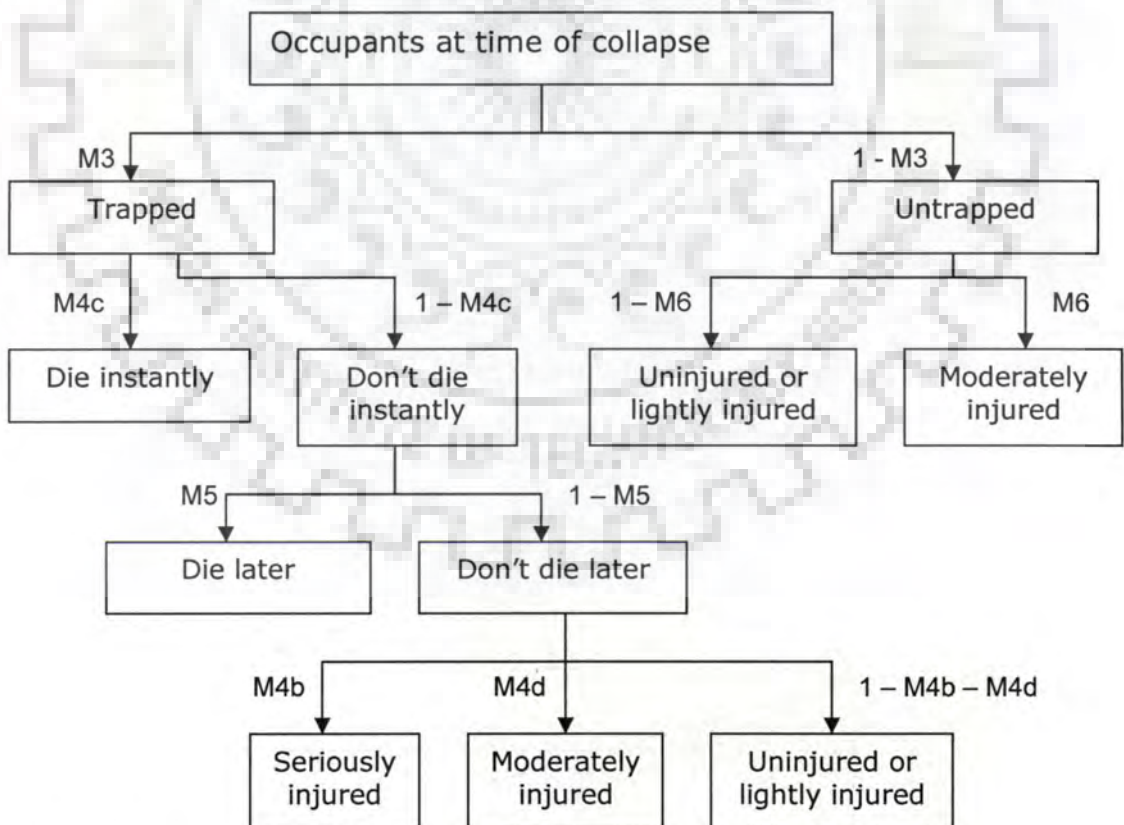 Occupants at time of collapse
M3
1 - M3
Trapped
Untrapped
M4c
1 – M4c
1 – M6
M6
Die instantly
Don't die
instantly
Uninjured or
lightly injured
Moderately
injured
M5
1 – M5
Die later
Don't die later
M4b
M4d
1 – M4b – M4d
Seriously
injured
Moderately
injured
Uninjured or
lightly injured